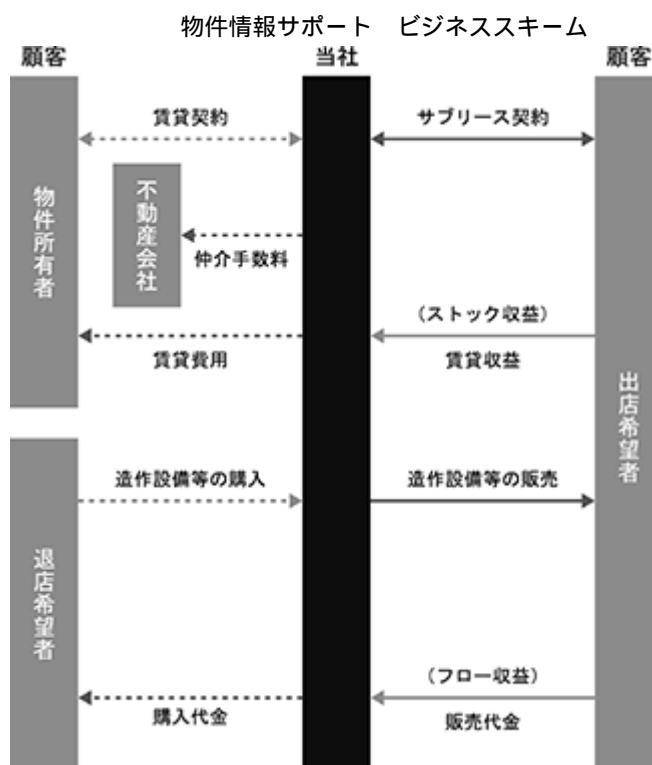 物件情報サポート　ビジネススキーム
顧客
当社
顧客
賃貸契約
サブリース契約
物件所有者
不動産会社
仲介手数料
（ストック収益）
賃貸費用
賃貸収益
出店希望者
造作設備等の購入
造作設備等の販売
退店希望者
（フロー収益）
購入代金
販売代金